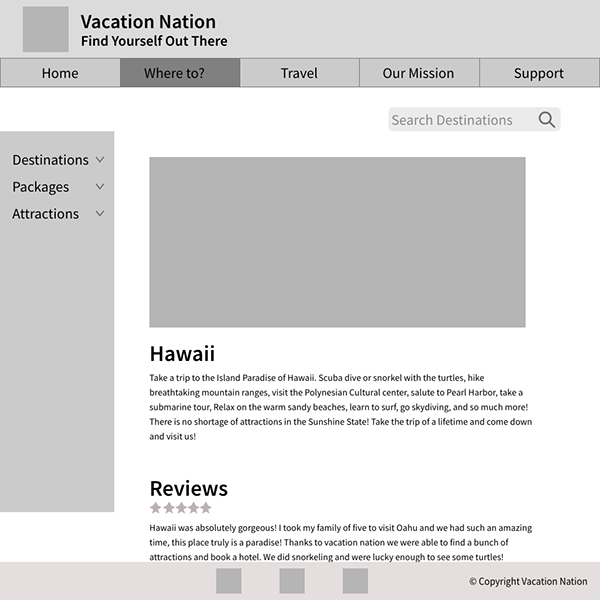 Vacation Nation
Find Yourself Out There
Home
Where to?
Travel
Our Mission
Support
Search Destinations
Destinations
Packages
Attractions
Hawaii
Take a trip to the Island Paradise of Hawaii. Scuba dive or snorkel with the turtles, hike
breathtaking mountain ranges, visit the Polynesian Cultural center, salute to Pearl Harbor, take a
submarine tour, Relax on the warm sandy beaches, learn to surf, go skydiving, and so much more!
There is no shortage of attractions in the Sunshine State! Take the trip of a lifetime and come down
and visit us!
Reviews
Hawaii was absolutely gorgeous! I took my family of five to visit Oahu and we had such an amazing
time, this place truly is a paradise! Thanks to vacation nation we were able to find a bunch of
attractions and book a hotel. We did snorkeling and were lucky enough to see some turtles!
© Copyright Vacation Nation